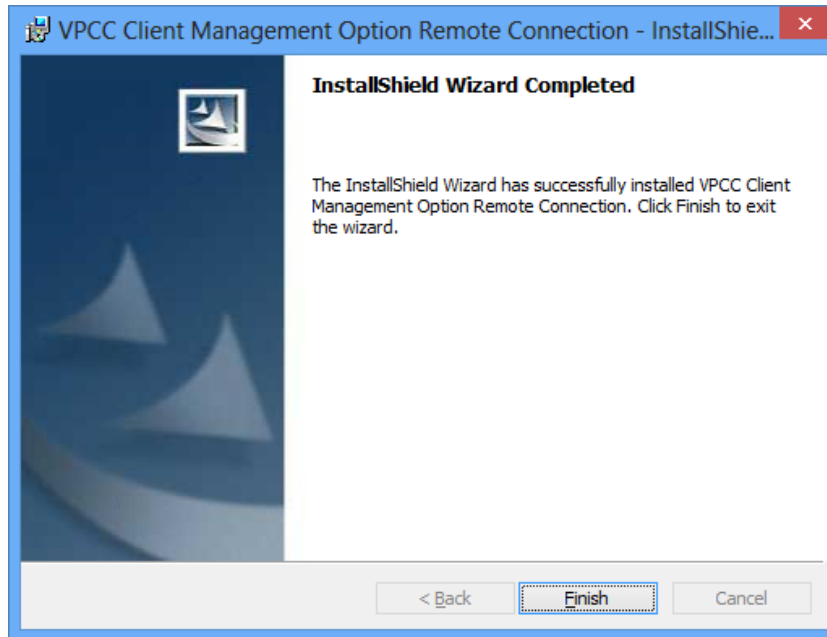 VPCC Client Management Option Remote Connection - InstallShie...
InstallShield Wizard Completed
The InstallShield Wizard has successfully installed VPCC Client
Management Option Remote Connection. Click Finish to exit
the wizard.
< Back Finish Cancel